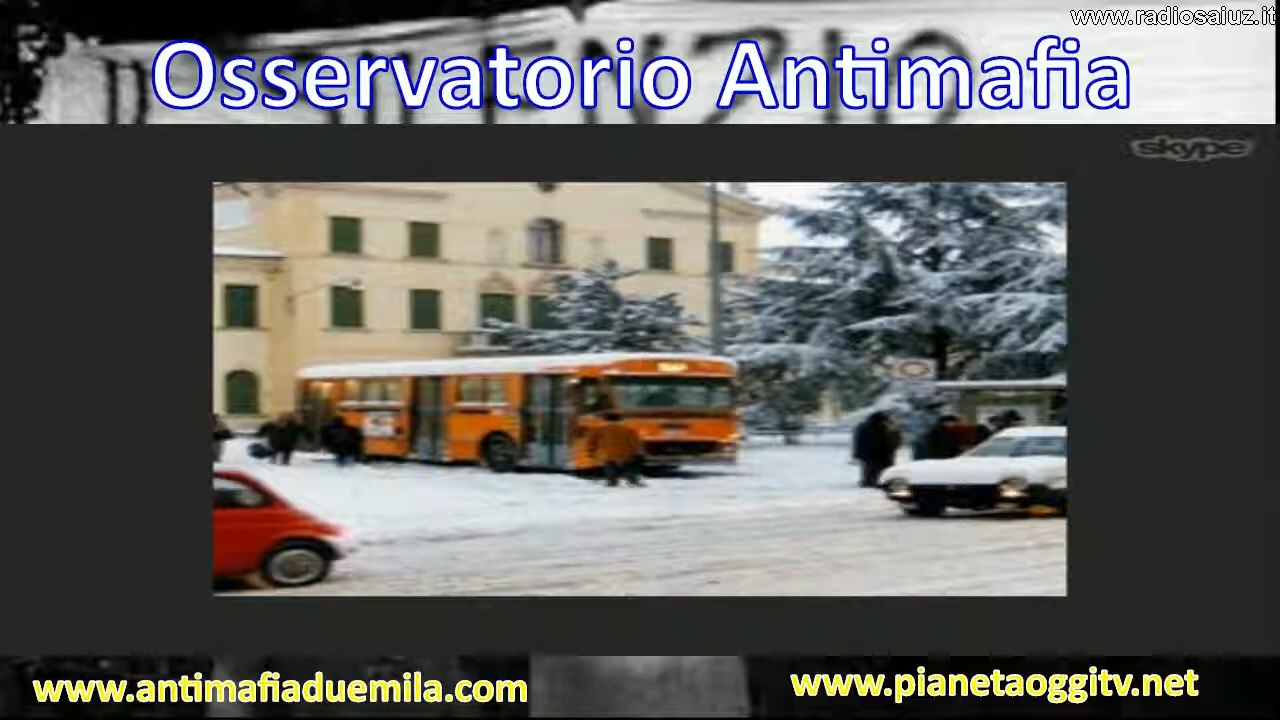 www.radiosaiuz.it
Osservatorio Antimafia
skype
www.antimafiaduemila.com
www.pianetaoggitv.net